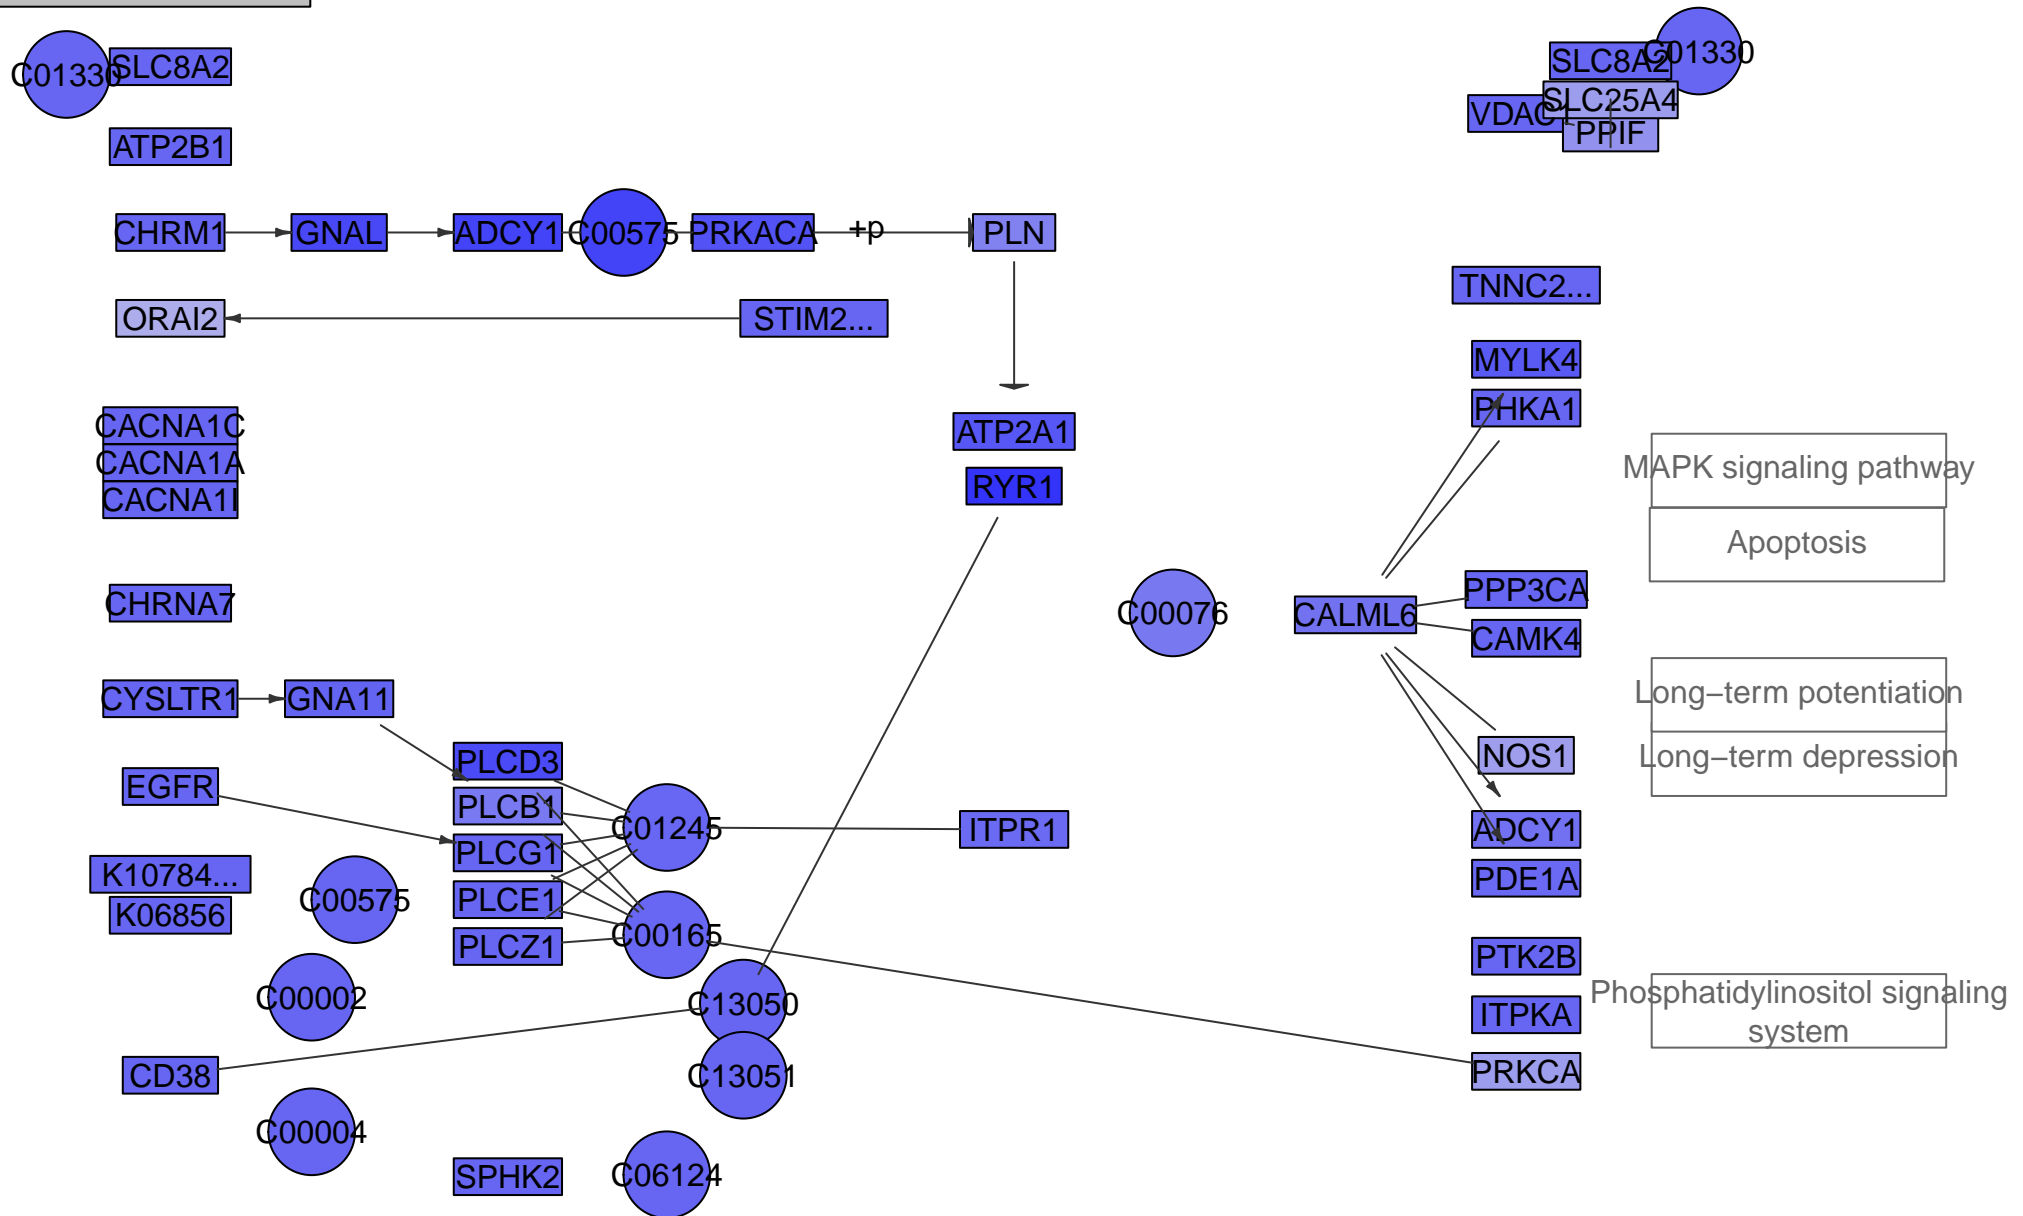 C01330
SLC8A2
SLC8A2
C01330
SLC25A4
VDAC1
PPIF
ATP2B1
CHRM1
GNAL
ADCY1
C00575
PRKACA
+p
PLN
TNNC2...
ORAI2
STIM2...
MYLK4
PHKA1
CACNA1C
CACNA1A
CACNA1I
ATP2A1
RYR1
MAPK signaling pathway
Apoptosis
CHRNA7
C00076
CALML6
PPP3CA
CAMK4
CYSLTR1
GNA11
Long–term potentiation
Long–term depression
PLCD3
EGFR
PLCB1
C01245
ITPR1
NOS1
ADCY1
PLCG1
K10784...
C00575
PLCE1
PDE1A
K06856
C00165
PLCZ1
PTK2B
C00002
C13050
ITPKA
Phosphatidylinositol signaling
system
CD38
C13051
PRKCA
C00004
SPHK2
C06124